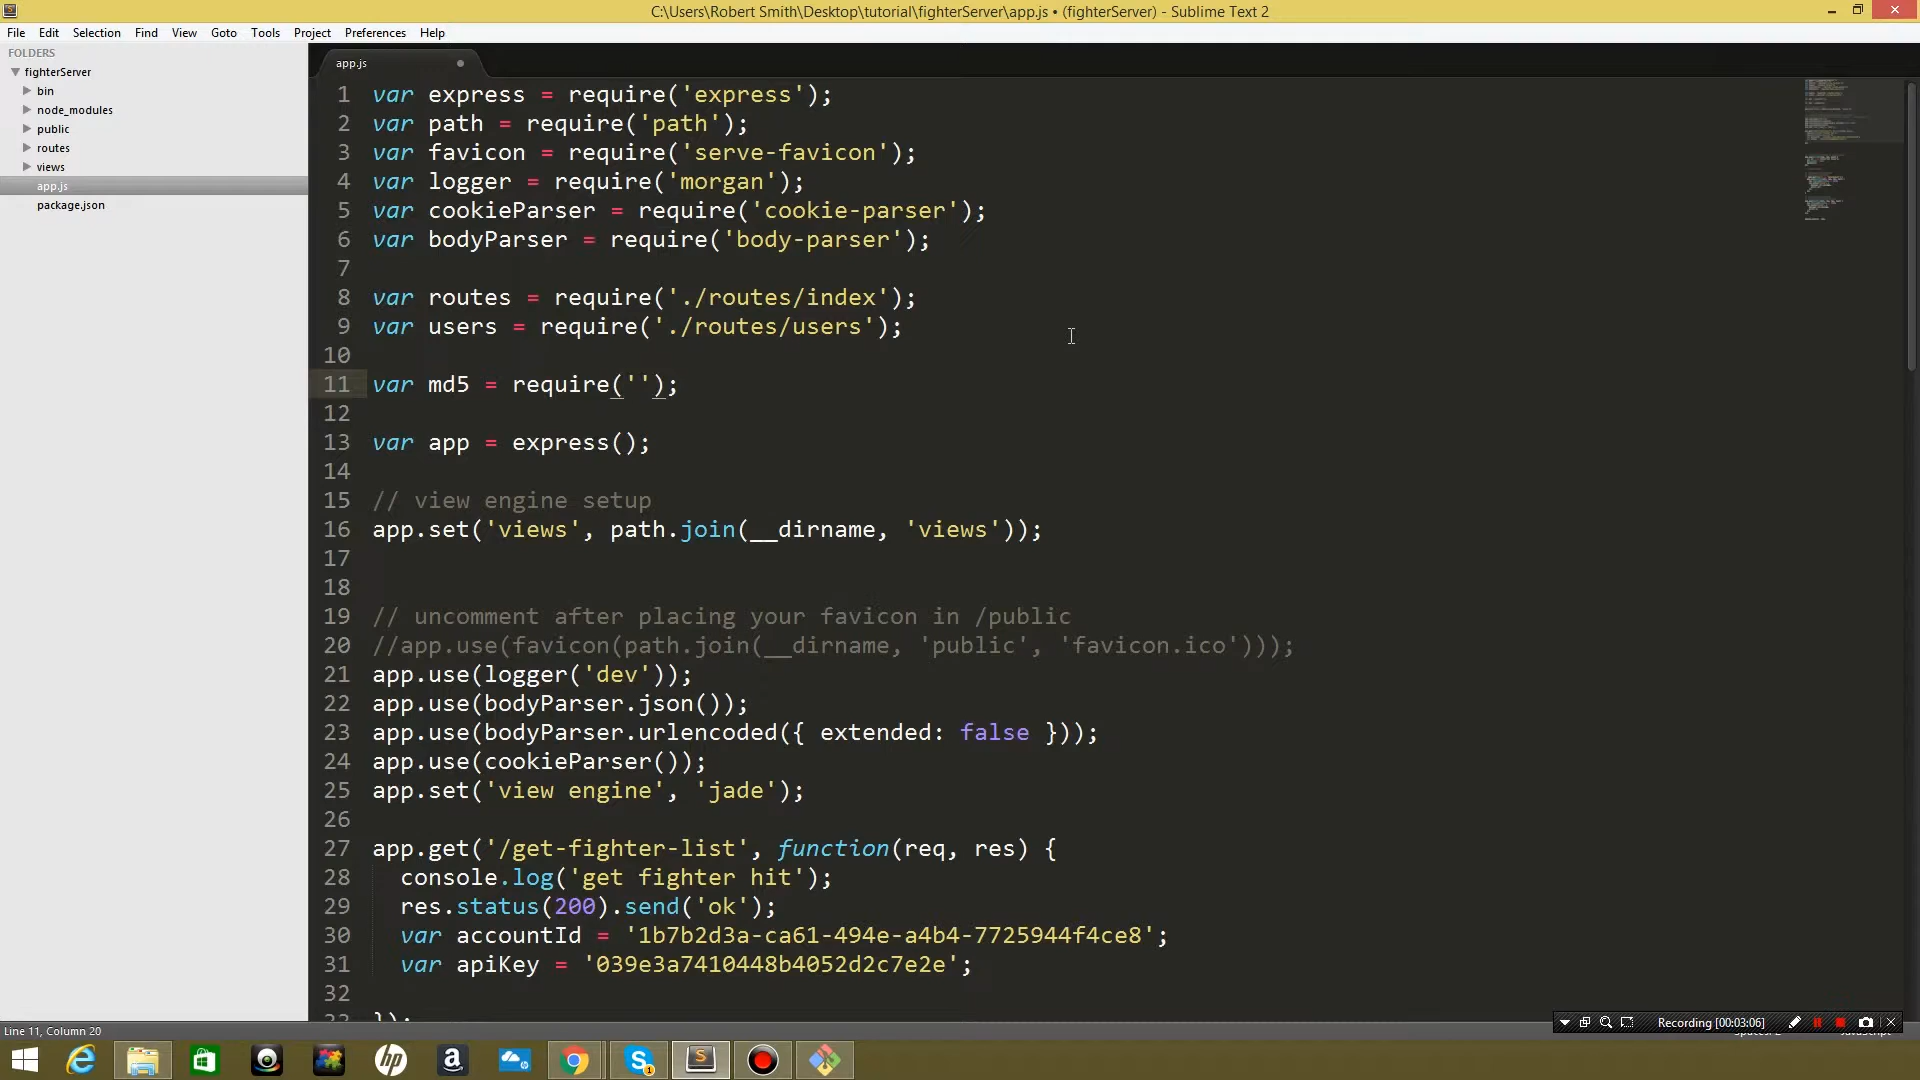 C:\Users\Robert Smith\Desktop\tutorial\fighterServer\app.js • (fighterServer) - Sublime Text 2
File Edit Selection Find View Goto Tools Project Preferences Help
FOLDERS
fighterServer
bin
node_modules
public
routes
views
app.js
package.json
app.js
1 var express = require('express');
2 var path = require('path');
3 var favicon = require('serve-favicon');
4 var logger = require('morgan');
5 var cookieParser = require('cookie-parser');
6 var bodyParser = require('body-parser');
7
8 var routes = require('./routes/index');
9 var users = require('./routes/users');
10
11 var md5 = require('');
12
13 var app = express();
14
15 // view engine setup
16 app.set('views', path.join(__dirname, 'views'));
17
18
19 // uncomment after placing your favicon in /public
20 //app.use(favicon(path.join(__dirname, 'public', 'favicon.ico')));
21 app.use(logger('dev'));
22 app.use(bodyParser.json());
23 app.use(bodyParser.urlencoded({ extended: false }));
24 app.use(cookieParser());
25 app.set('view engine', 'jade');
26
27 app.get('/get-fighter-list', function(req, res) {
28 console.log('get fighter hit');
29 res.status(200).send('ok');
30 var accountId = '1b7b2d3a-ca61-494e-a4b4-7725944f4ce8';
31 var apiKey = '039e3a7410448b4052d2c7e2e';
32
Line 11, Column 20
Recording [00:03:06]